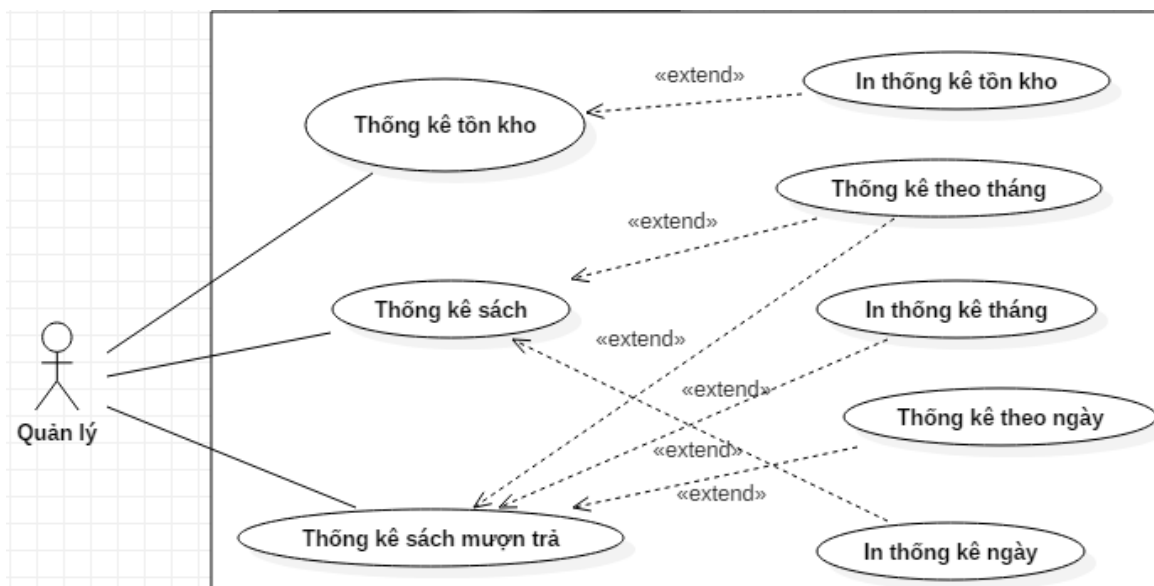 «extend»
In thống kê tồn kho
Thống kê tồn kho
Thống kê theo tháng
«extend»
Thống kê sách
In thống kê tháng
«extend»
«extend»
Thống kê theo ngày
Quản lý
«extend»
«extend»
Thống kê sách mượn trả
In thống kê ngày